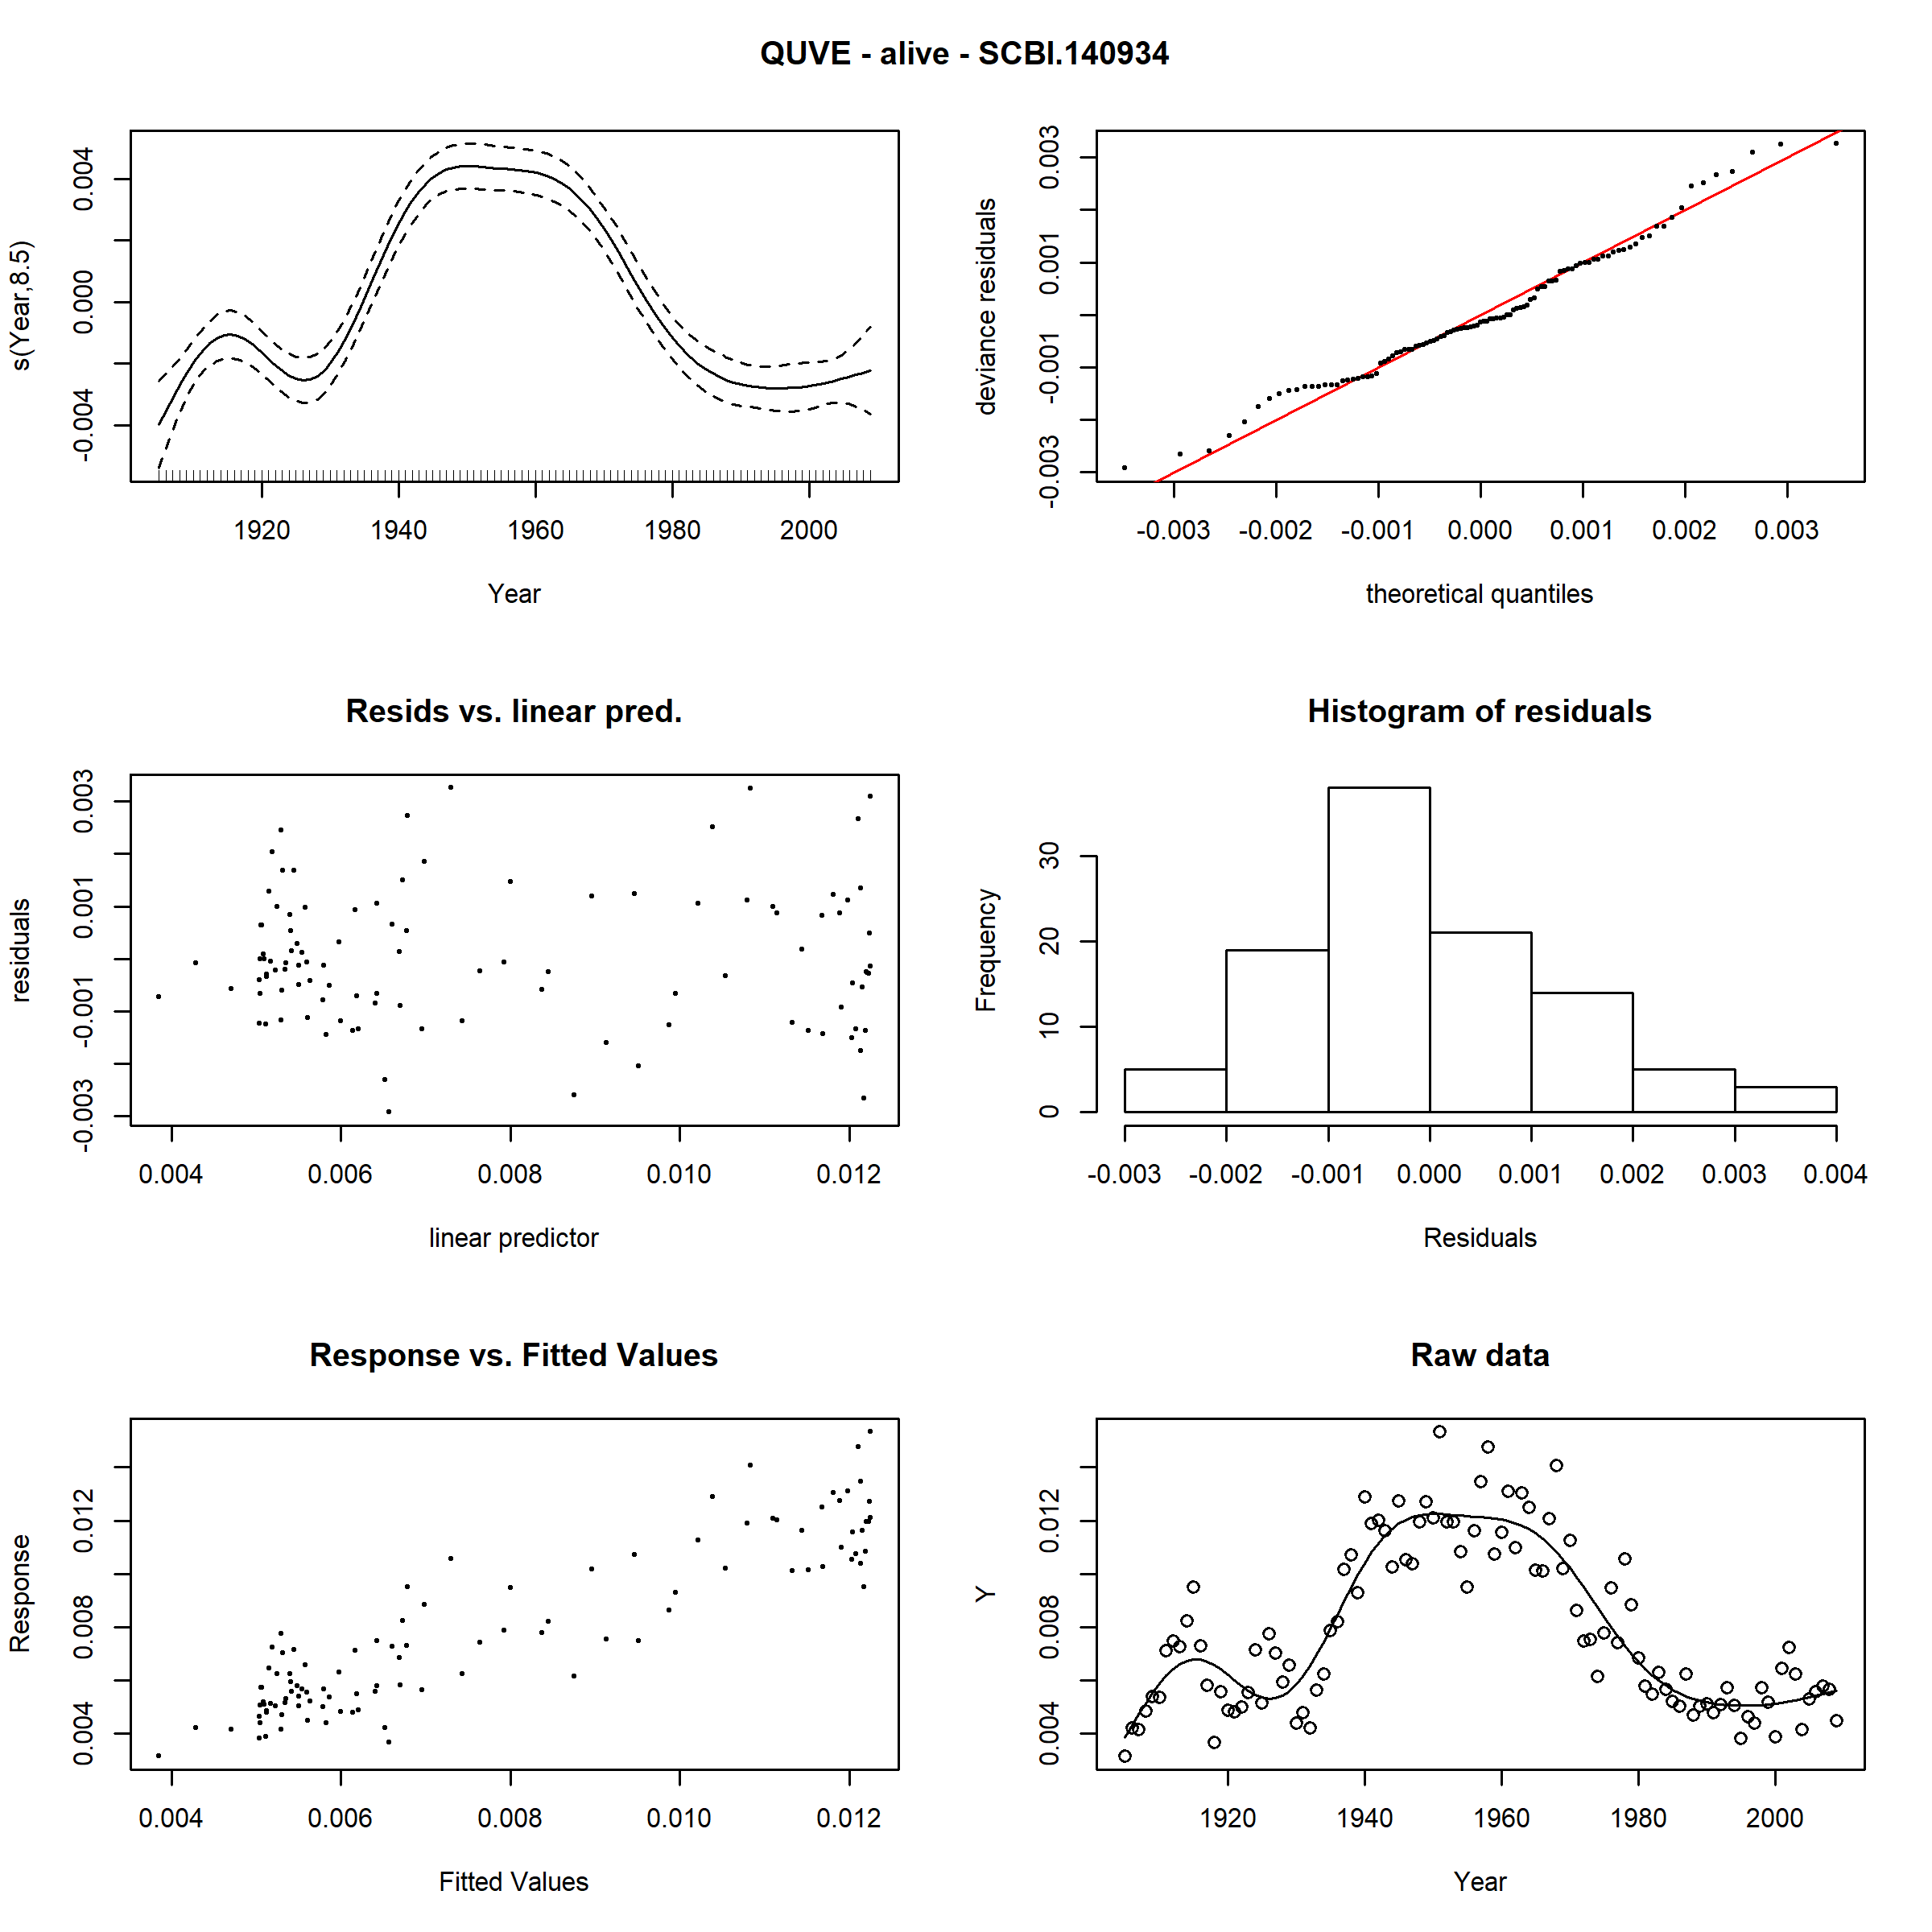 QUVE - alive - SCBI.140934
s(Year,8.5)
-0.004 0.000 0.004
1920 1940 1960 1980 2000
Year
deviance residuals
-0.003 -0.001 0.001 0.003
-0.003 -0.002 -0.001 0.000 0.001 0.002 0.003
theoretical quantiles
Resids vs. linear pred.
residuals
-0.003 -0.001 0.001 0.003
0.004 0.006 0.008 0.010 0.012
linear predictor
Histogram of residuals
Frequency
0 10 20 30
-0.003 -0.002 -0.001 0.000 0.001 0.002 0.003 0.004
Residuals
Response vs. Fitted Values
Response
0.004 0.008 0.012
0.004 0.006 0.008 0.010 0.012
Fitted Values
Raw data
Y
0.004 0.008 0.012
1920 1940 1960 1980 2000
Year